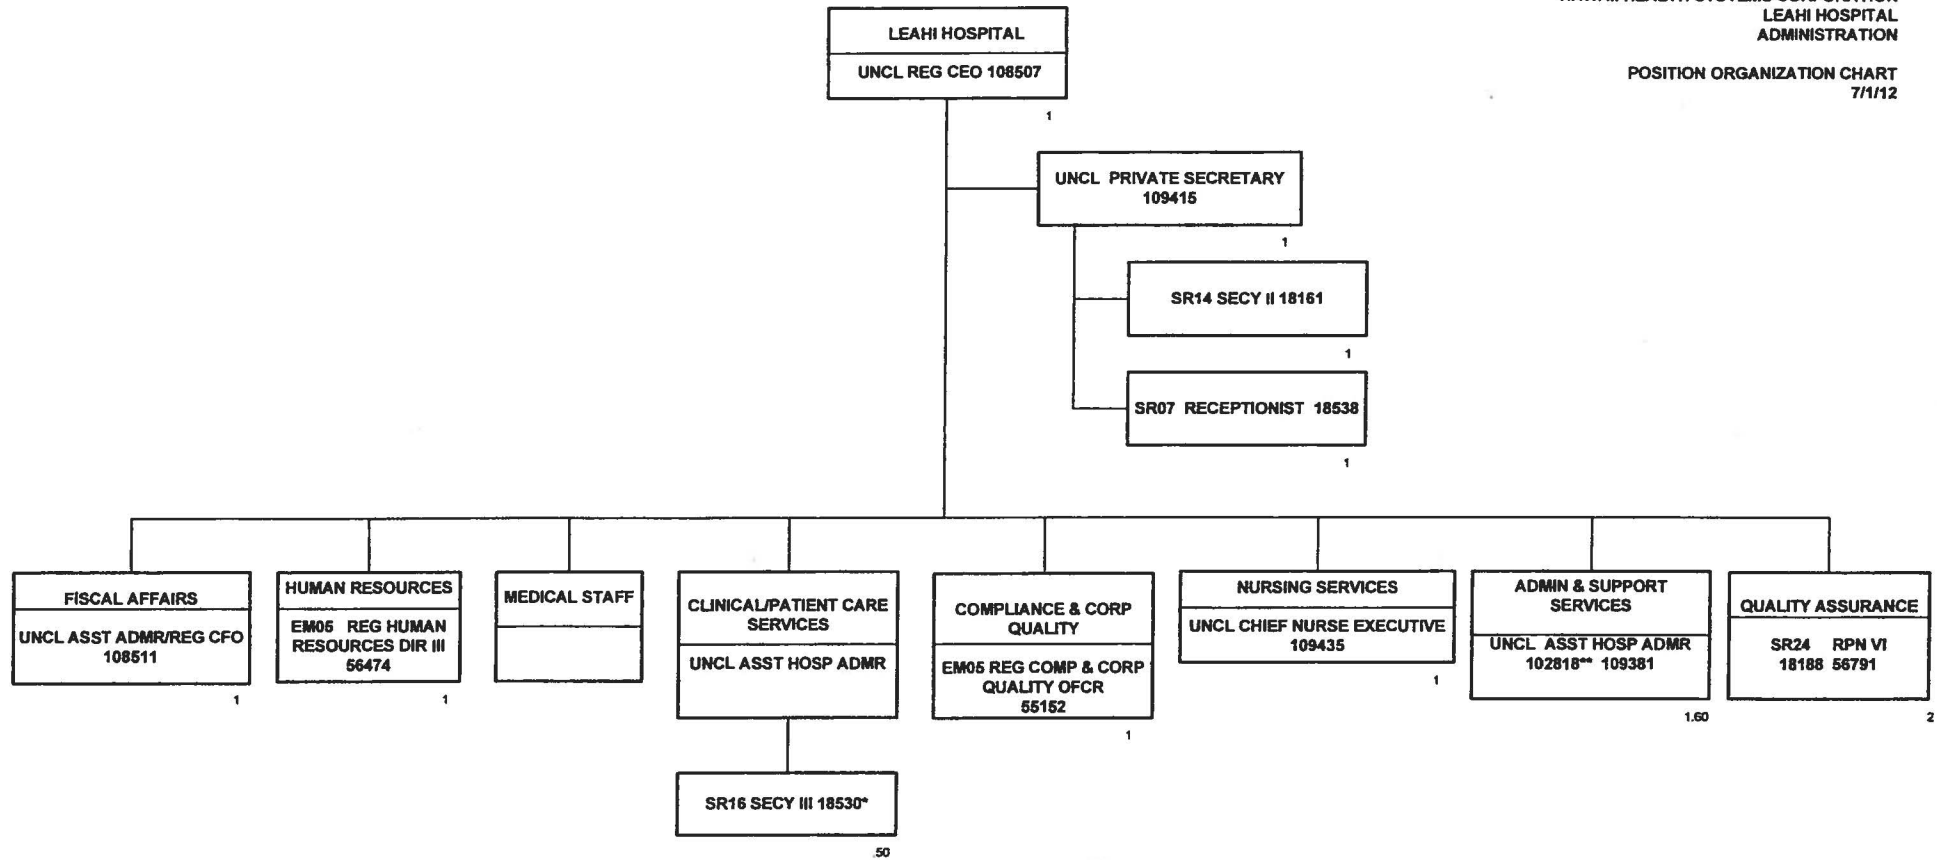 LEAHI HOSPITAL
ADMINISTRATION
POSITION ORGANIZATION CHART
7/1/12
LEAHI HOSPITAL
UNCL REG CEO 108507
1
UNCL PRIVATE SECRETARY
109415
1
SR14 SECY II 18161
1
SR07 RECEPTIONIST 18538
1
FISCAL AFFAIRS
UNCL ASST ADMR/REG CFO
108511
1
HUMAN RESOURCES
EM05 REG HUMAN
RESOURCES DIR III
56474
1
MEDICAL STAFF
CLINICAL/PATIENT CARE
SERVICES
UNCL ASST HOSP ADMR
SR16 SECY III 18530*
.50
COMPLIANCE & CORP
QUALITY
EM05 REG COMP & CORP
QUALITY OFCR
55152
1
NURSING SERVICES
UNCL CHIEF NURSE EXECUTIVE
109435
1
ADMIN & SUPPORT
SERVICES
UNCL ASST HOSP ADMR
102818** 109381
1.60
QUALITY ASSURANCE
SR24 RPN VI
18188 56791
2